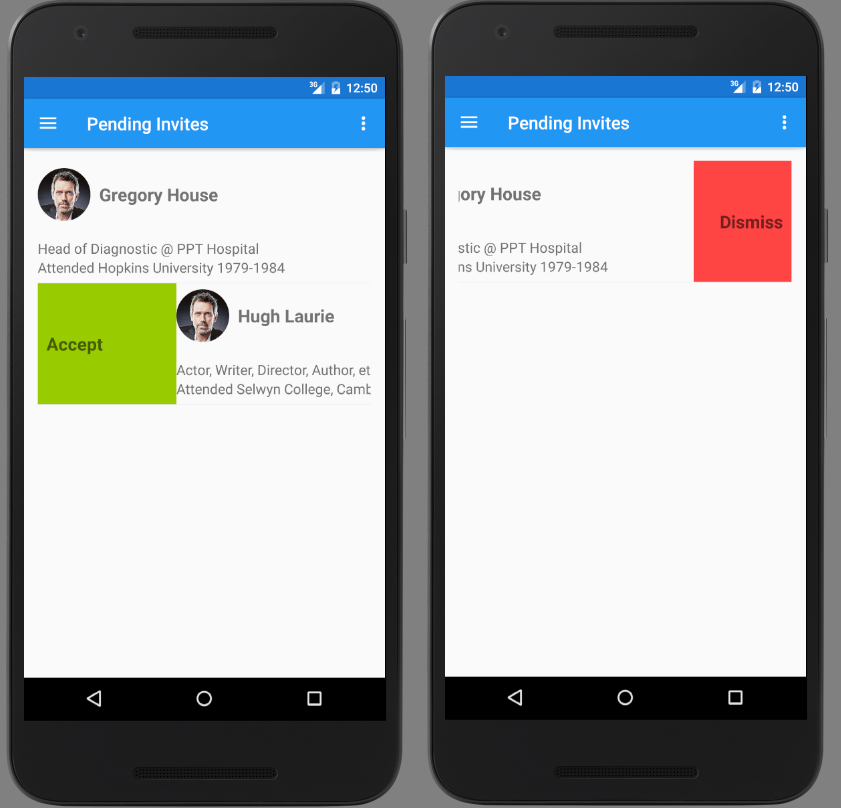 3G 12:50
Pending Invites
Gregory House
Head of Diagnostic @ PPT Hospital
Attended Hopkins University 1979-1984
Accept
Hugh Laurie
Actor, Writer, Director, Author, et
Attended Selwyn College, Camb
3G 12:50
Pending Invites
ory House
Dismiss
stic @ PPT Hospital
ns University 1979-1984